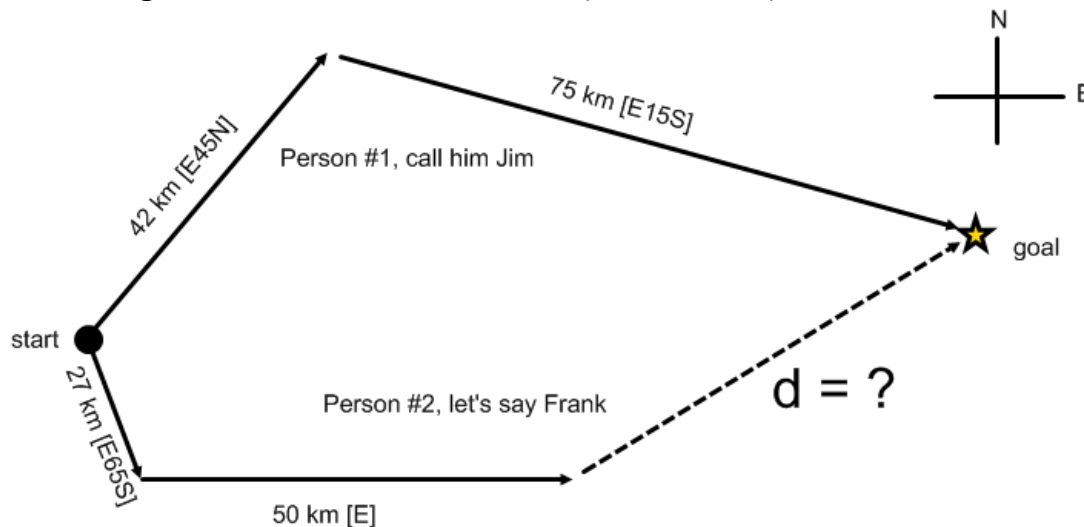 N
E
75 km [E15S]
42 km [E45N]
Person #1, call him Jim
goal
start
27 km [E65S]
Person #2, let's say Frank
d = ?
50 km [E]